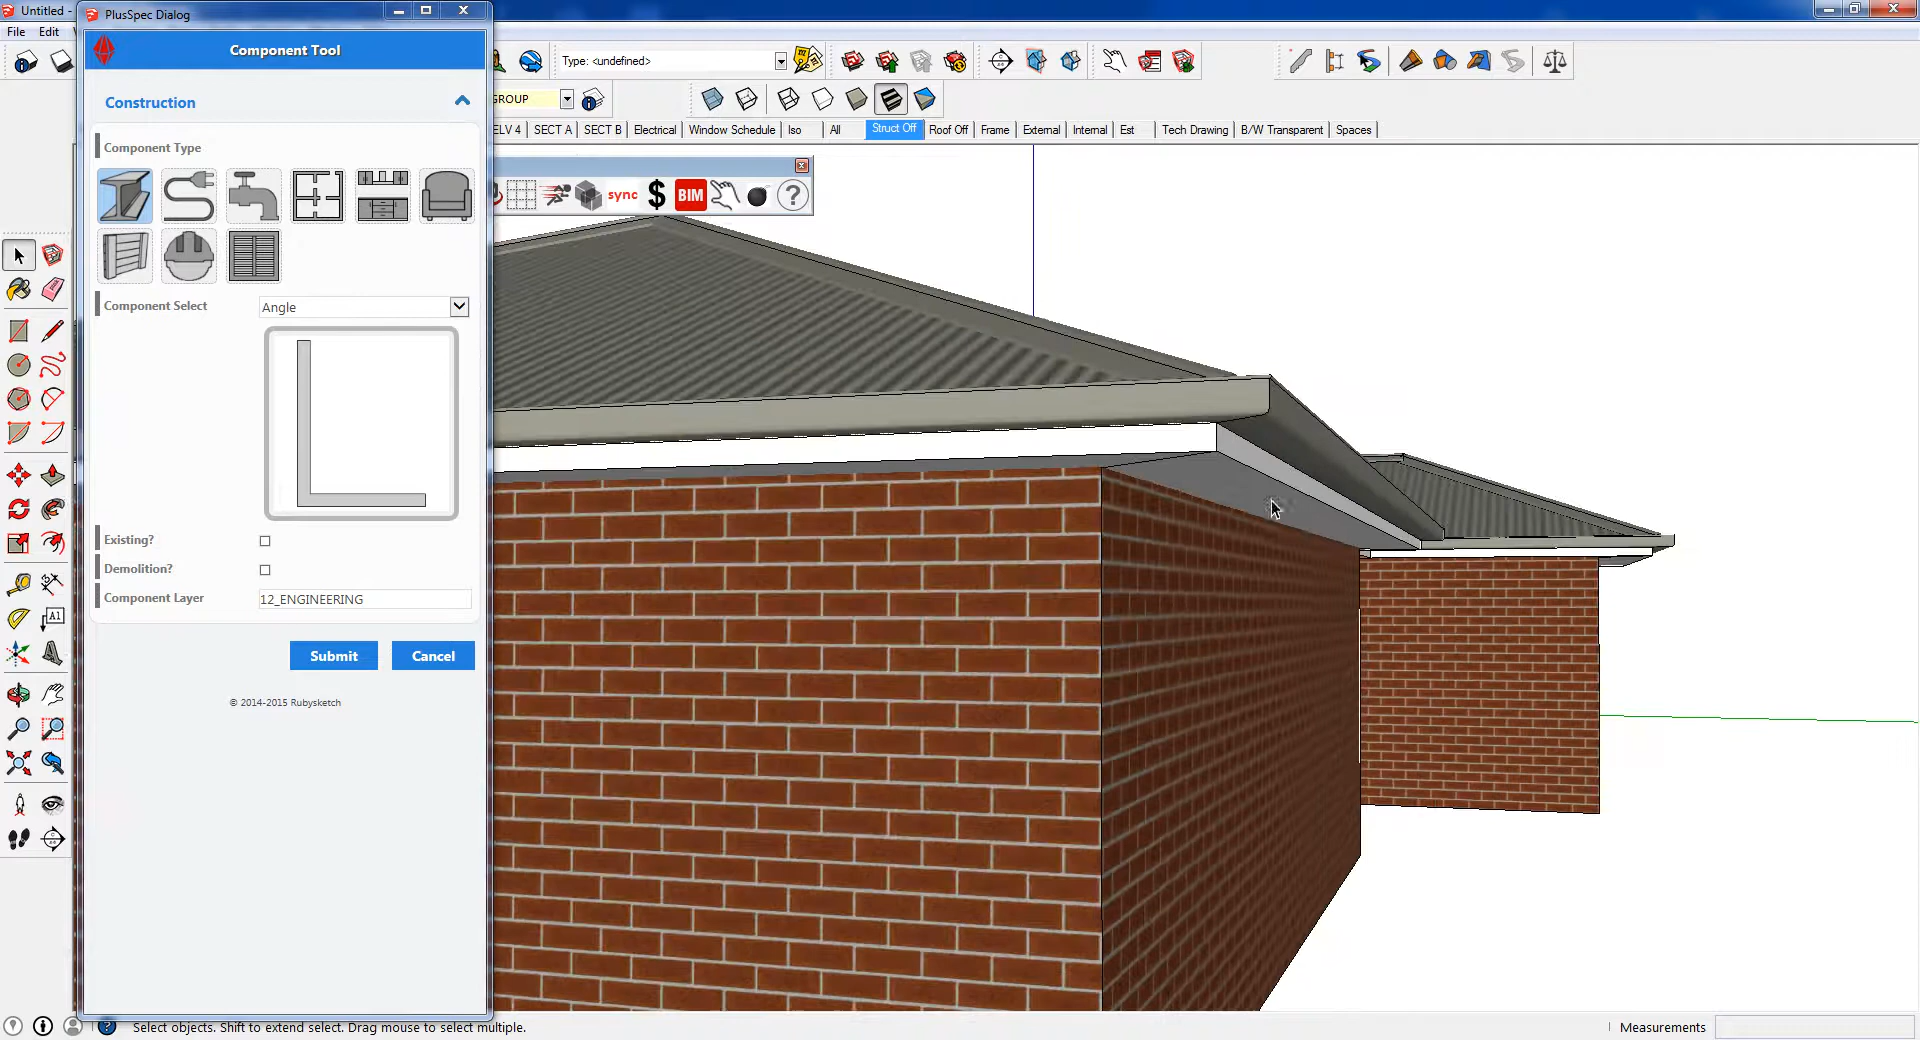 Untitled -
PlusSpec Dialog
File Edit
Component Tool
Type: <undefined>
Construction
GROUP
ELV 4 SECT A SECT B Electrical Window Schedule Iso All Struct Off Roof Off Frame External Internal Est Tech Drawing B/W Transparent Spaces
Component Type
sync $ BIM ?
Component Select Angle
Existing?
Demolition?
Component Layer 12_ENGINEERING
A1
Submit Cancel
© 2014-2015 Rubysketch
Select objects. Shift to extend select. Drag mouse to select multiple.
Measurements